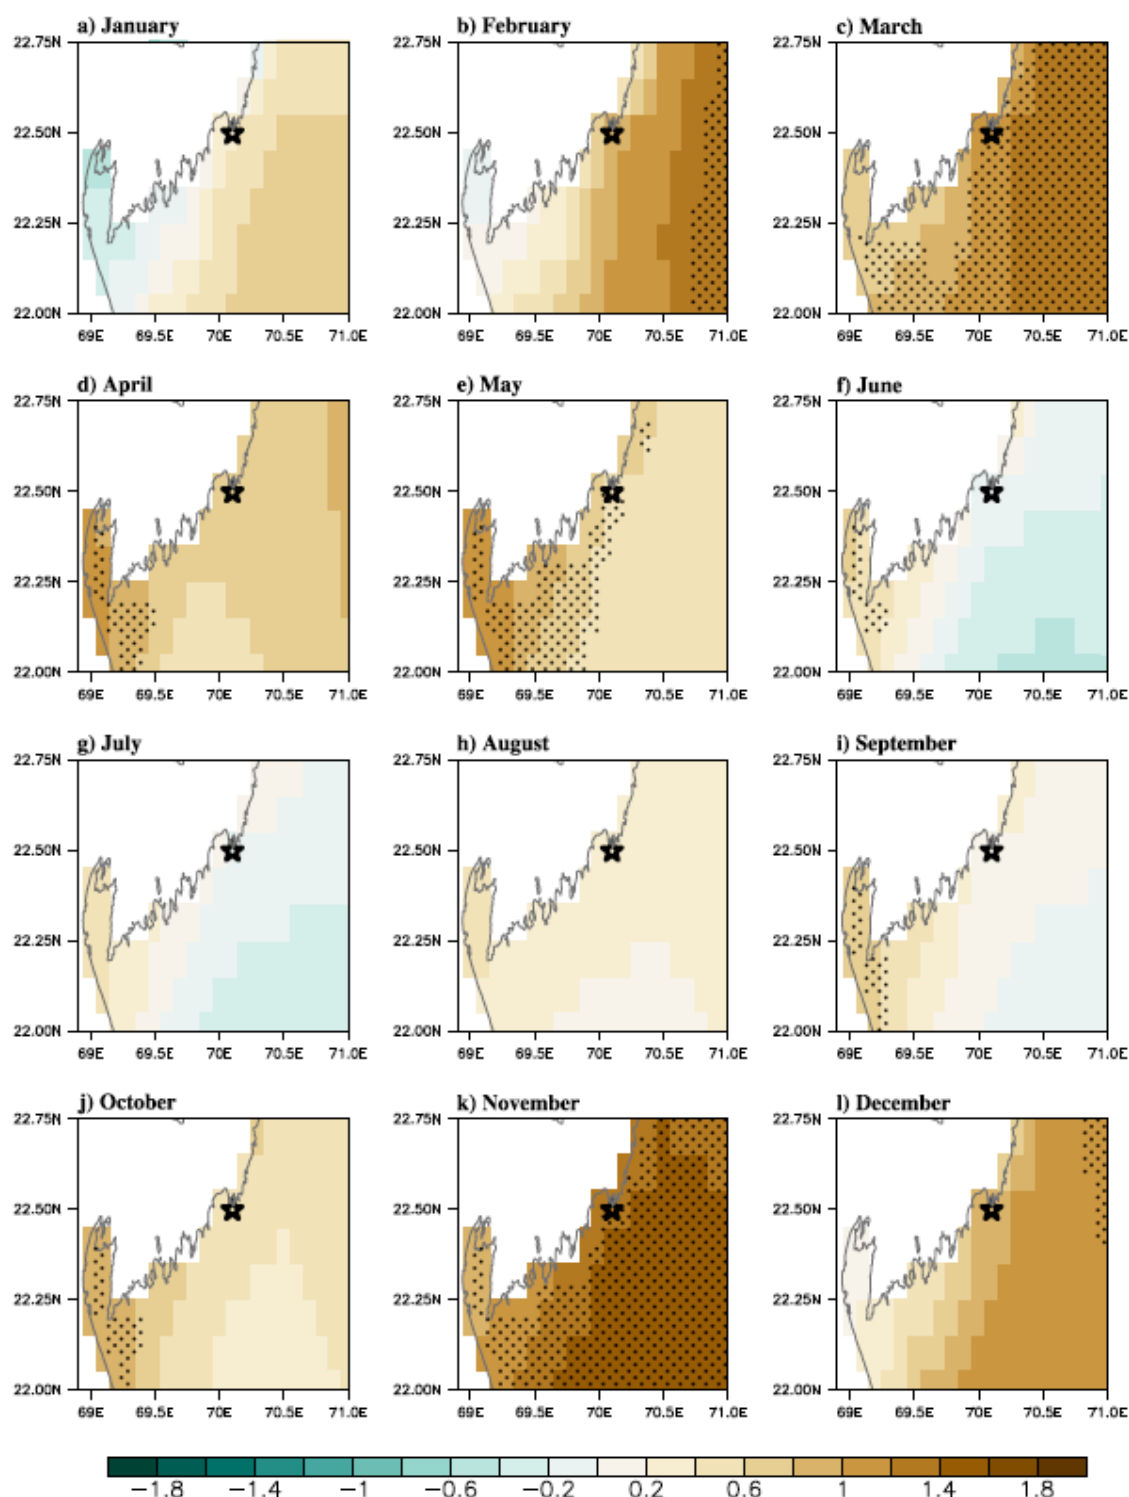 a) January b) February c) March
22.75N 22.75N 22.75N
22.50N 22.50N 22.50N
22.25N 22.25N 22.25N
22.00N 22.00N 22.00N
69E 69.5E 70E 70.5E 71.0E 69E 69.5E 70E 70.5E 71.0E 69E 69.5E 70E 70.5E 71.0E
d) April e) May f) June
22.75N 22.75N 22.75N
22.50N 22.50N 22.50N
22.25N 22.25N 22.25N
22.00N 22.00N 22.00N
69E 69.5E 70E 70.5E 71.0E 69E 69.5E 70E 70.5E 71.0E 69E 69.5E 70E 70.5E 71.0E
g) July h) August i) September
22.75N 22.75N 22.75N
22.50N 22.50N 22.50N
22.25N 22.25N 22.25N
22.00N 22.00N 22.00N
69E 69.5E 70E 70.5E 71.0E 69E 69.5E 70E 70.5E 71.0E 69E 69.5E 70E 70.5E 71.0E
j) October k) November l) December
22.75N 22.75N 22.75N
22.50N 22.50N 22.50N
22.25N 22.25N 22.25N
22.00N 22.00N 22.00N
69E 69.5E 70E 70.5E 71.0E 69E 69.5E 70E 70.5E 71.0E 69E 69.5E 70E 70.5E 71.0E
−1.8 −1.4 −1 −0.6 −0.2 0.2 0.6 1 1.4 1.8